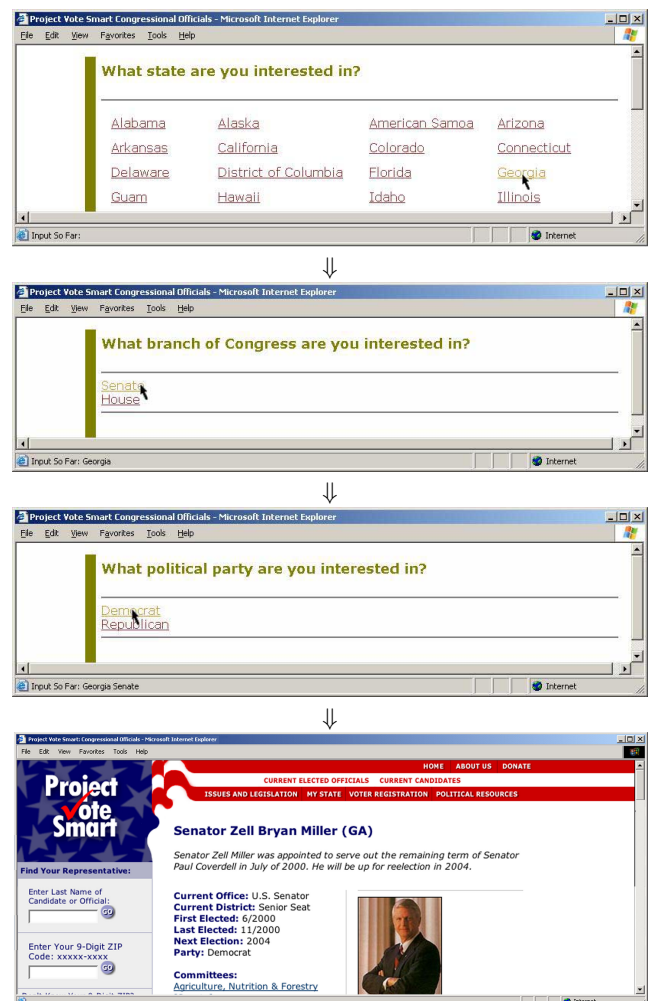 Project Vote Smart Congressional Officials - Microsoft Internet Explorer
File Edit View Favorites Tools Help
What state are you interested in?
Alabama Alaska American Samoa Arizona
Arkansas California Colorado Connecticut
Delaware District of Columbia Florida Georgia
Guam Hawaii Idaho Illinois
Input So Far: Internet
⇓
Project Vote Smart Congressional Officials - Microsoft Internet Explorer
File Edit View Favorites Tools Help
What branch of Congress are you interested in?
Senate
House
Input So Far: Georgia Internet
⇓
Project Vote Smart Congressional Officials - Microsoft Internet Explorer
File Edit View Favorites Tools Help
What political party are you interested in?
Democrat
Republican
Input So Far: Georgia Senate Internet
⇓
Project Vote Smart: Congressional Officials - Microsoft Internet Explorer
File Edit View Favorites Tools Help
HOME ABOUT US DONATE
CURRENT ELECTED OFFICIALS CURRENT CANDIDATES
ISSUES AND LEGISLATION MY STATE VOTER REGISTRATION POLITICAL RESOURCES
Project
Vote
Smart
Find Your Representative:
Enter Last Name of
Candidate or Official:
GO
Enter Your 9-Digit ZIP
Code: xxxxx-xxxx
GO
Senator Zell Bryan Miller (GA)
Senator Zell Miller was appointed to serve out the remaining term of Senator
Paul Coverdell in July of 2000. He will be up for reelection in 2004.
Current Office: U.S. Senator
Current District: Senior Seat
First Elected: 6/2000
Last Elected: 11/2000
Next Election: 2004
Party: Democrat
Committees:
Agriculture, Nutrition & Forestry
Internet